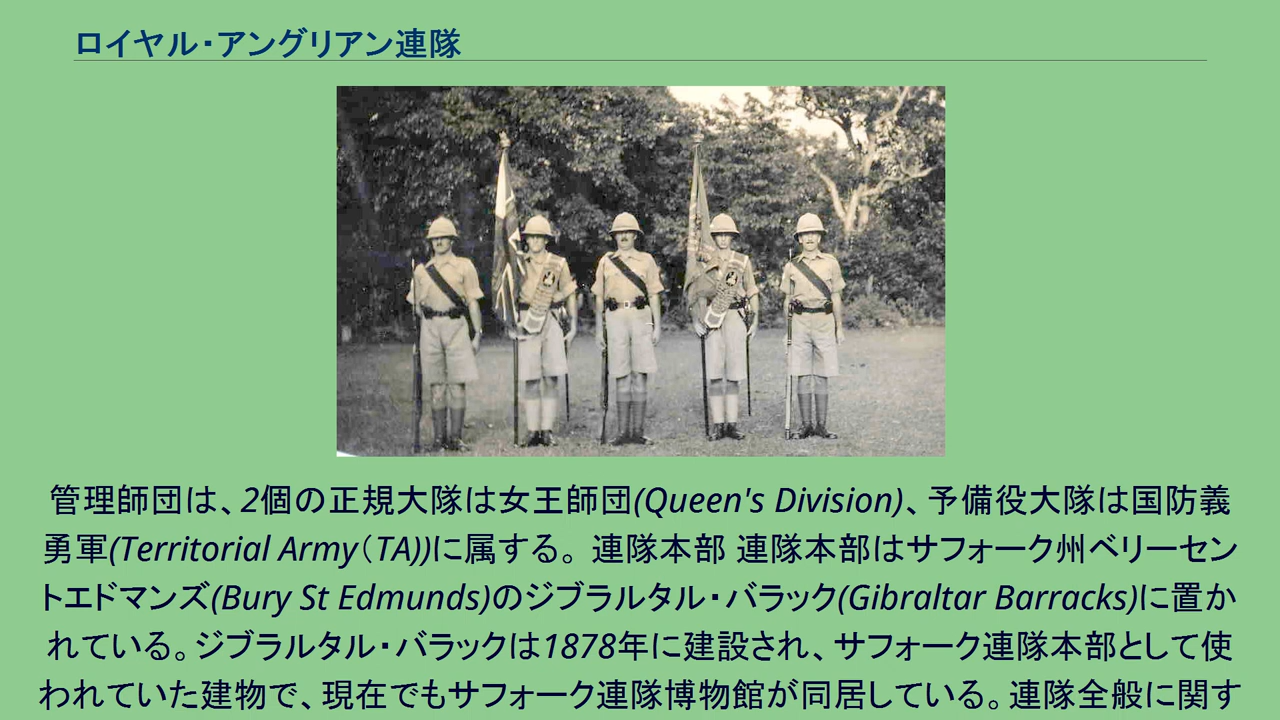 ロイヤル・アングリアン連隊
管理師団は、2個の正規大隊は女王師団(Queen's Division)、予備役大隊は国防義
勇軍(Territorial Army（TA))に属する。 連隊本部 連隊本部はサフォーク州ベリーセン
トエドマンズ(Bury St Edmunds)のジブラルタル・バラック(Gibraltar Barracks)に置か
れている。ジブラルタル・バラックは1878年に建設され、サフォーク連隊本部として使
われていた建物で、現在でもサフォーク連隊博物館が同居している。連隊全般に関す